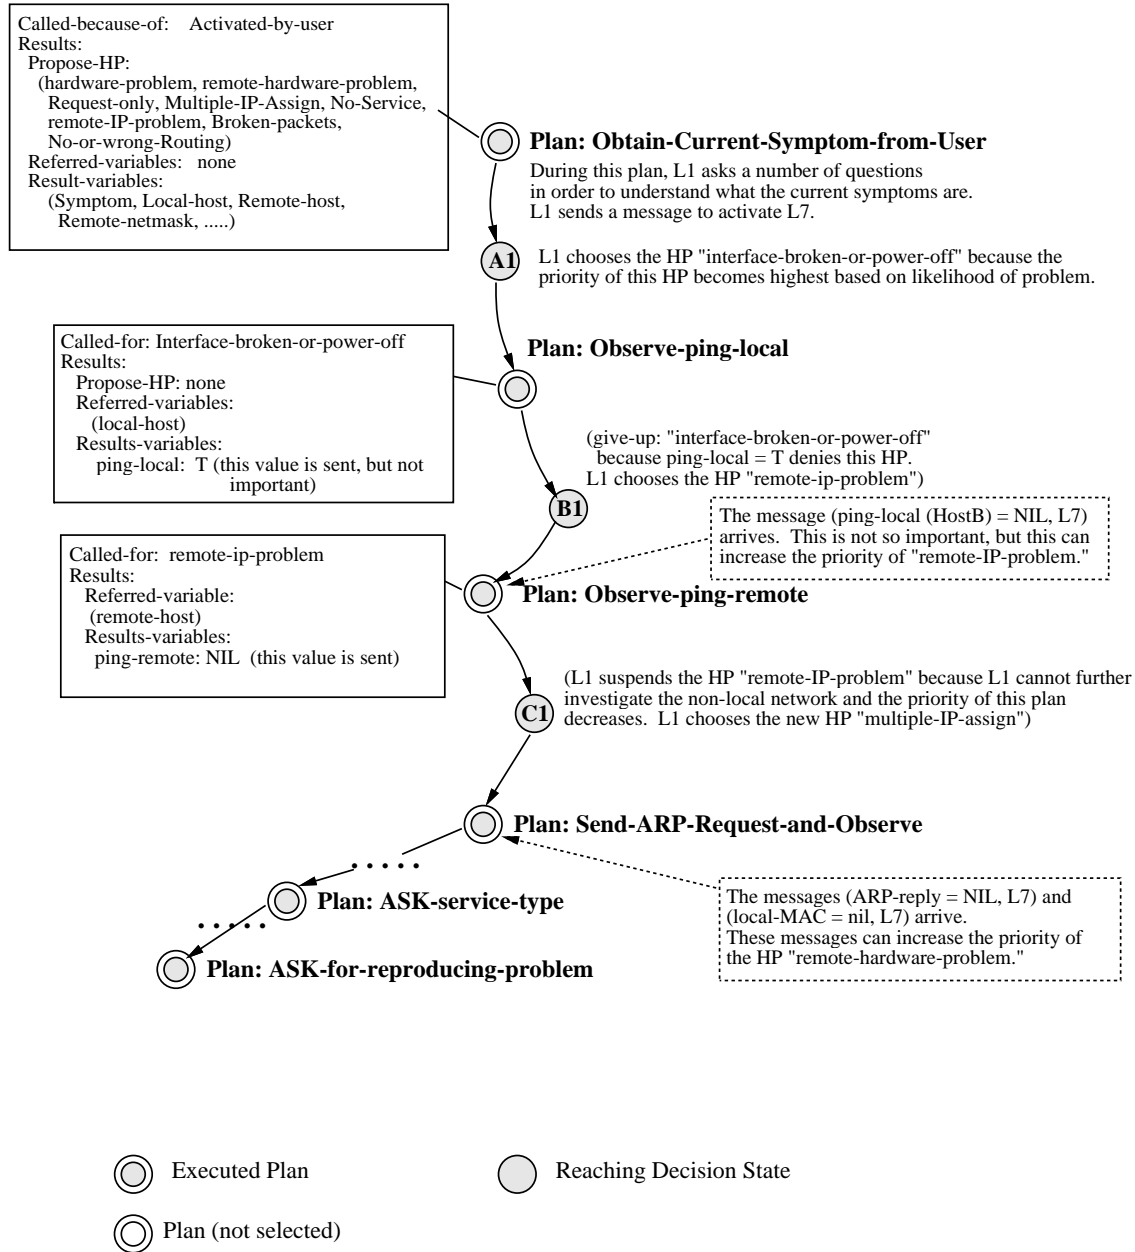 Called-because-of: Activated-by-user
Results:
Propose-HP:
(hardware-problem, remote-hardware-problem,
Request-only, Multiple-IP-Assign, No-Service,
remote-IP-problem, Broken-packets,
No-or-wrong-Routing)
Referred-variables: none
Result-variables:
(Symptom, Local-host, Remote-host,
Remote-netmask, .....)
Plan: Obtain-Current-Symptom-from-User
During this plan, L1 asks a number of questions
in order to understand what the current symptoms are.
L1 sends a message to activate L7.
A1
L1 chooses the HP "interface-broken-or-power-off" because the
priority of this HP becomes highest based on likelihood of problem.
Plan: Observe-ping-local
Called-for: Interface-broken-or-power-off
Results:
Propose-HP: none
Referred-variables:
(local-host)
Results-variables:
ping-local: T (this value is sent, but not
important)
(give-up: "interface-broken-or-power-off"
because ping-local = T denies this HP.
L1 chooses the HP "remote-ip-problem")
B1
The message (ping-local (HostB) = NIL, L7)
arrives. This is not so important, but this can
increase the priority of "remote-IP-problem."
Called-for: remote-ip-problem
Results:
Referred-variable:
(remote-host)
Results-variables:
ping-remote: NIL (this value is sent)
Plan: Observe-ping-remote
(L1 suspends the HP "remote-IP-problem" because L1 cannot further
investigate the non-local network and the priority of this plan
decreases. L1 chooses the new HP "multiple-IP-assign")
C1
Plan: Send-ARP-Request-and-Observe
.....
The messages (ARP-reply = NIL, L7) and
(local-MAC = nil, L7) arrive.
These messages can increase the priority of
the HP "remote-hardware-problem."
Plan: ASK-service-type
.....
Plan: ASK-for-reproducing-problem
Executed Plan
Reaching Decision State
Plan (not selected)